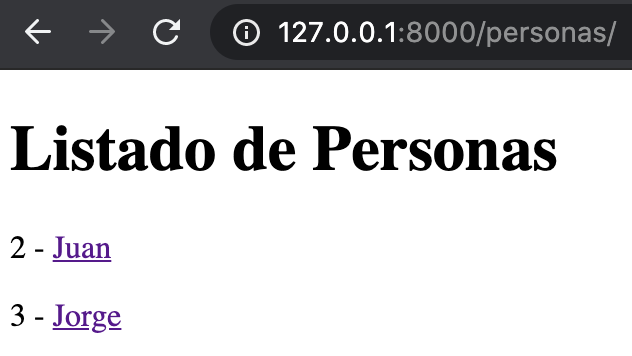 127.0.0.1:8000/personas/
Listado de Personas
2 - Juan
3 - Jorge